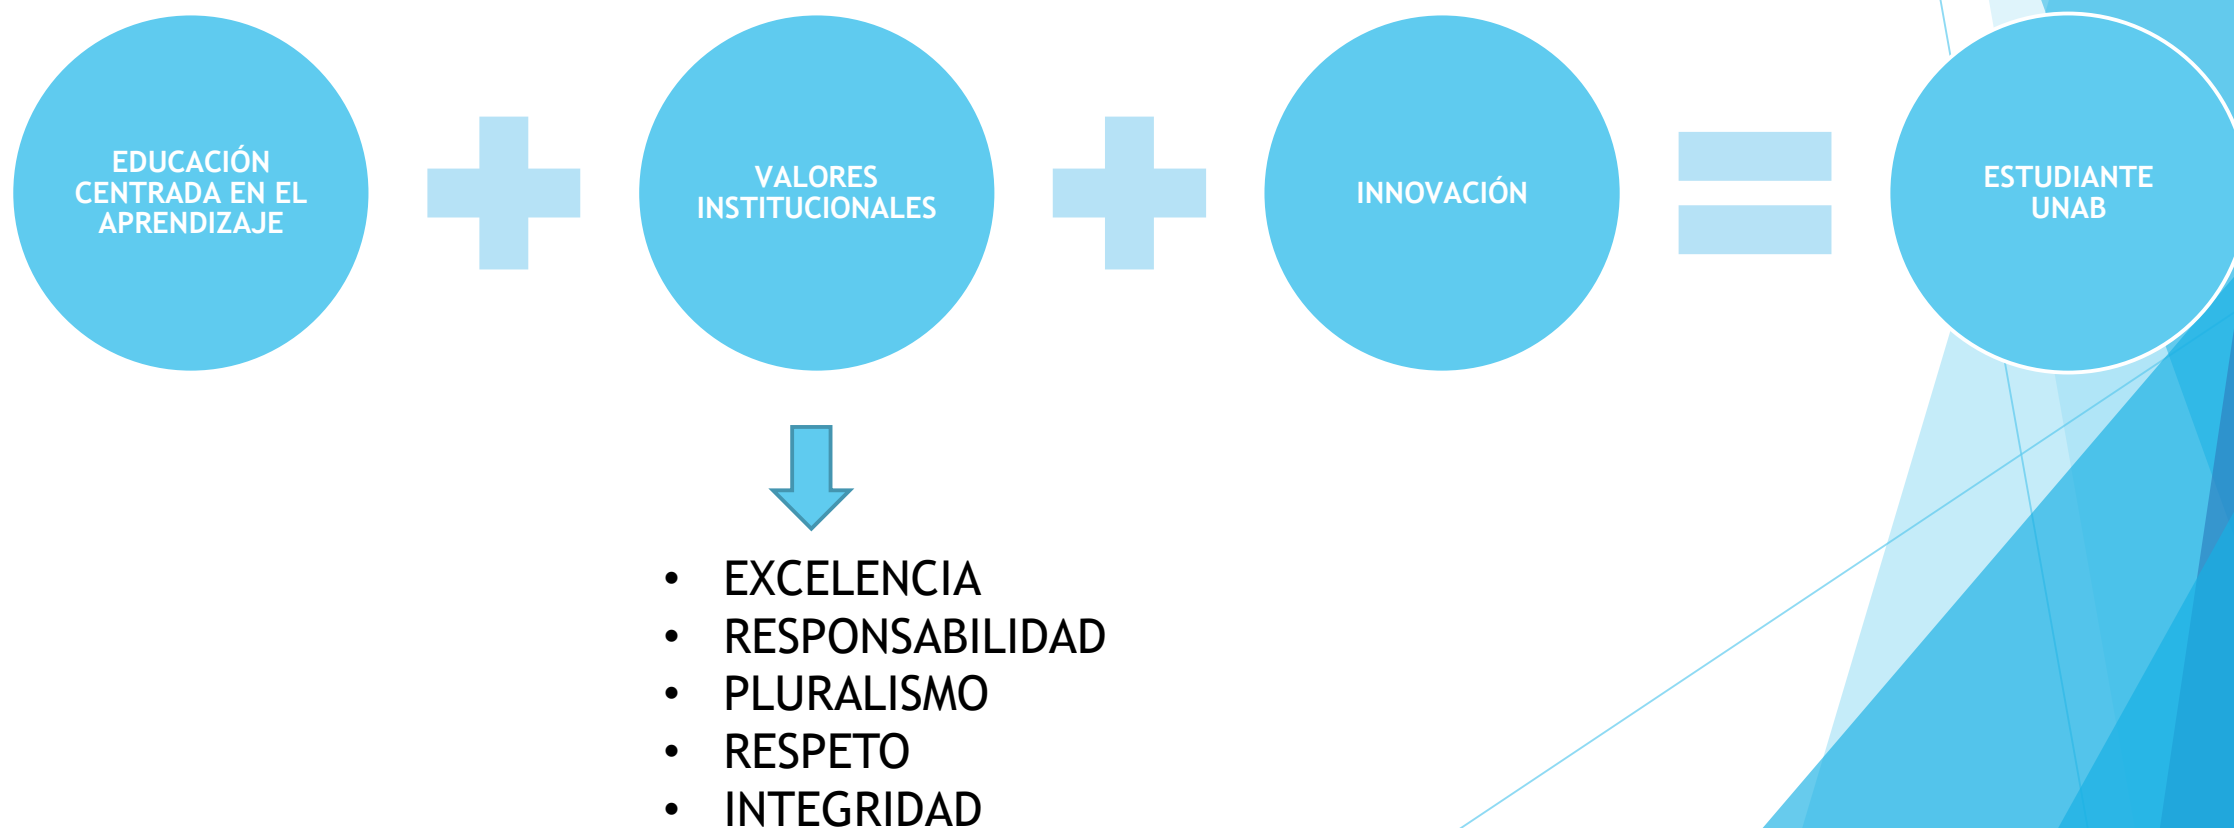 EDUCACIÓN
CENTRADA EN EL
APRENDIZAJE
VALORES
INSTITUCIONALES
INNOVACIÓN
ESTUDIANTE
UNAB
• EXCELENCIA
• RESPONSABILIDAD
• PLURALISMO
• RESPETO
• INTEGRIDAD